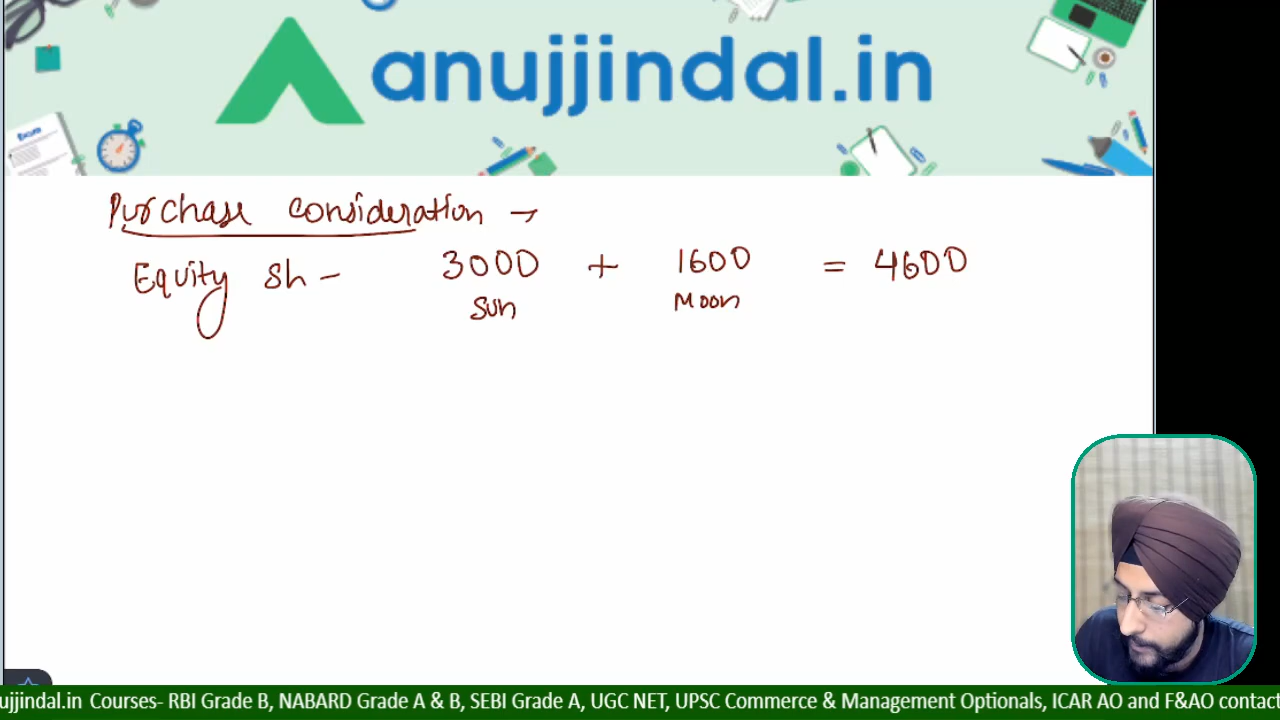 anujjindal.in
Purchase consideration →
Equity Sh - 3000 + 1600 = 4600
Sun Moon
ujjindal.in Courses- RBI Grade B, NABARD Grade A & B, SEBI Grade A, UGC NET, UPSC Commerce & Management Optionals, ICAR AO and F&AO contact